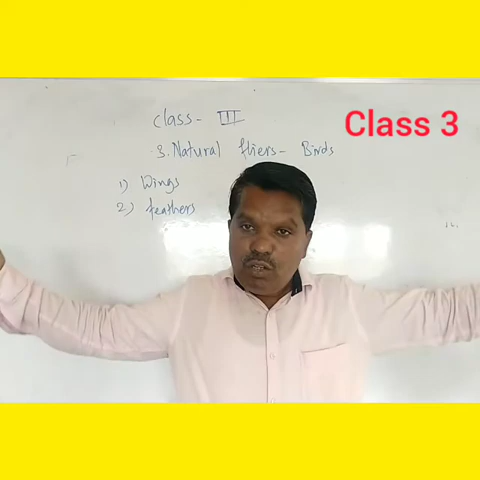 Class - III
Class 3
3. Natural fliers - Birds
1) Wings
2) feathers